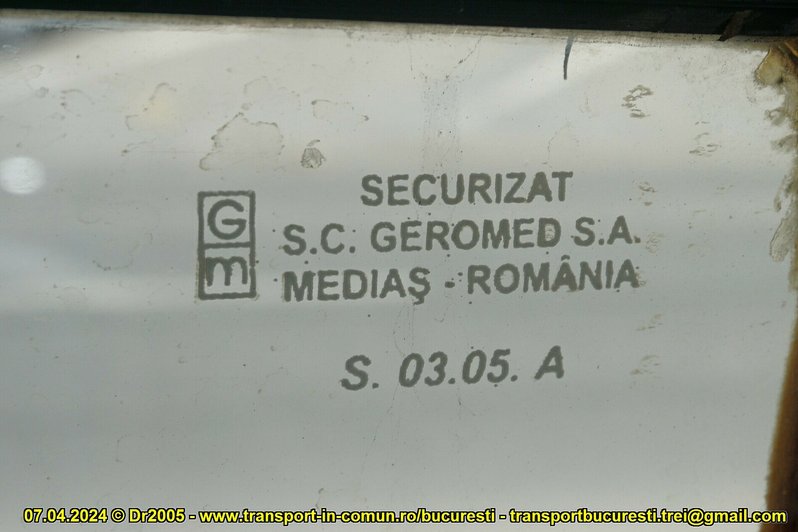 G
m
SECURIZAT
S.C. GEROMED S.A.
MEDIAŞ - ROMÂNIA
S. 03.05. A
07.04.2024 © Dr2005 - www.transport-in-comun.ro/bucuresti - transportbucuresti.trei@gmail.com